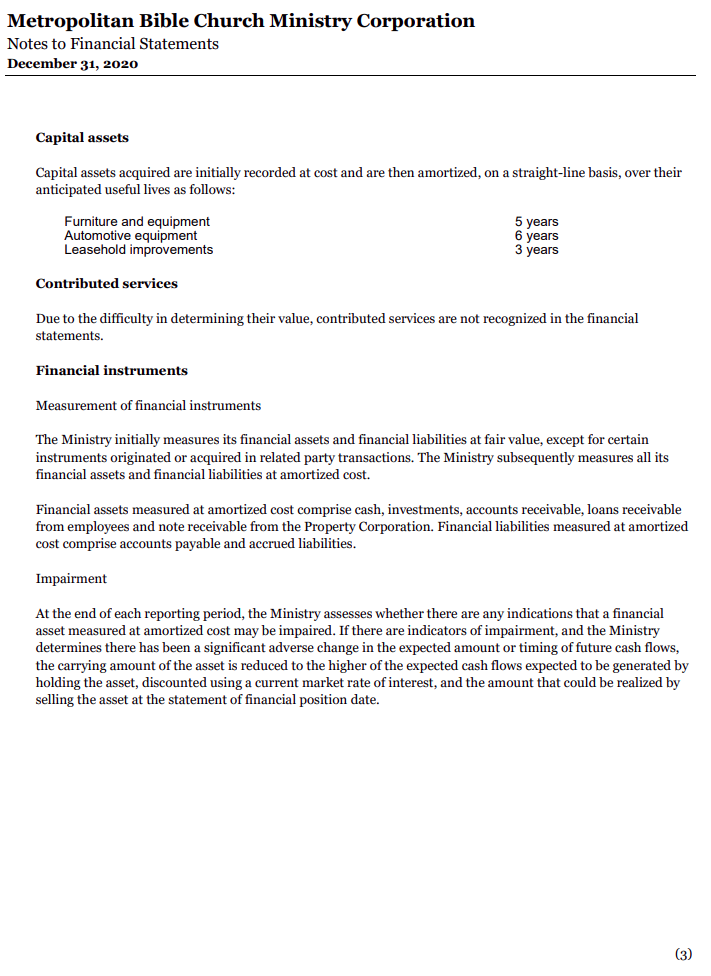 Metropolitan Bible Church Ministry Corporation
Notes to Financial Statements
December 31, 2020
Capital assets
Capital assets acquired are initially recorded at cost and are then amortized, on a straight-line basis, over their
anticipated useful lives as follows:
Furniture and equipment 5 years
Automotive equipment 6 years
Leasehold improvements 3 years
Contributed services
Due to the difficulty in determining their value, contributed services are not recognized in the financial
statements.
Financial instruments
Measurement of financial instruments
The Ministry initially measures its financial assets and financial liabilities at fair value, except for certain
instruments originated or acquired in related party transactions. The Ministry subsequently measures all its
financial assets and financial liabilities at amortized cost.
Financial assets measured at amortized cost comprise cash, investments, accounts receivable, loans receivable
from employees and note receivable from the Property Corporation. Financial liabilities measured at amortized
cost comprise accounts payable and accrued liabilities.
Impairment
At the end of each reporting period, the Ministry assesses whether there are any indications that a financial
asset measured at amortized cost may be impaired. If there are indicators of impairment, and the Ministry
determines there has been a significant adverse change in the expected amount or timing of future cash flows,
the carrying amount of the asset is reduced to the higher of the expected cash flows expected to be generated by
holding the asset, discounted using a current market rate of interest, and the amount that could be realized by
selling the asset at the statement of financial position date.
(3)